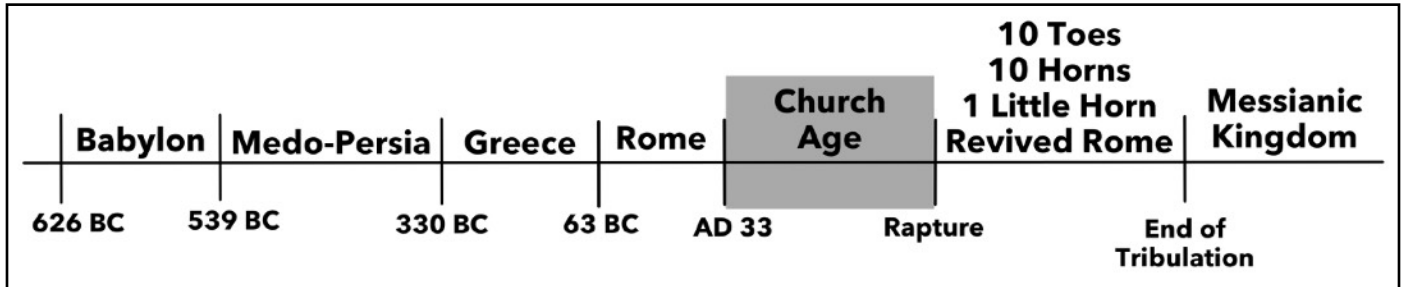 Babylon
Medo-Persia
Greece
Rome
Church
Age
10 Toes
10 Horns
1 Little Horn
Revived Rome
Messianic
Kingdom
626 BC
539 BC
330 BC
63 BC
AD 33
Rapture
End of
Tribulation